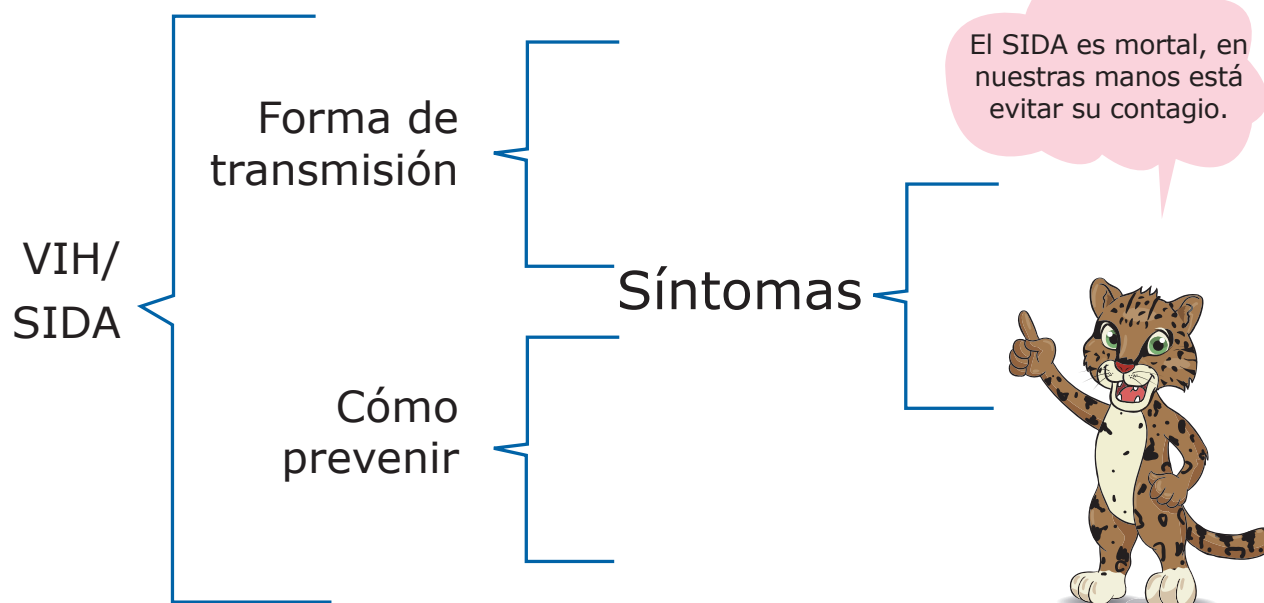 El SIDA es mortal, en
nuestras manos está
evitar su contagio.
Forma de
transmisión
VIH/
SIDA
Síntomas
Cómo
prevenir